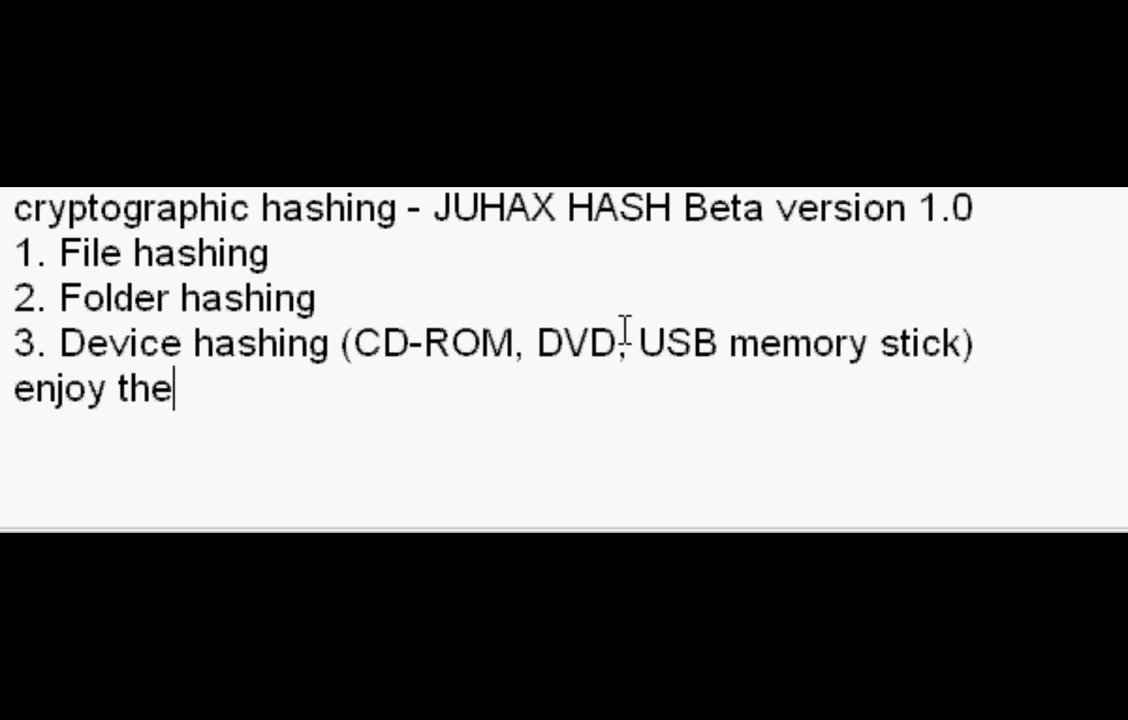 cryptographic hashing - JUHAX HASH Beta version 1.0
1. File hashing
2. Folder hashing
3. Device hashing (CD-ROM, DVD, USB memory stick)
enjoy the